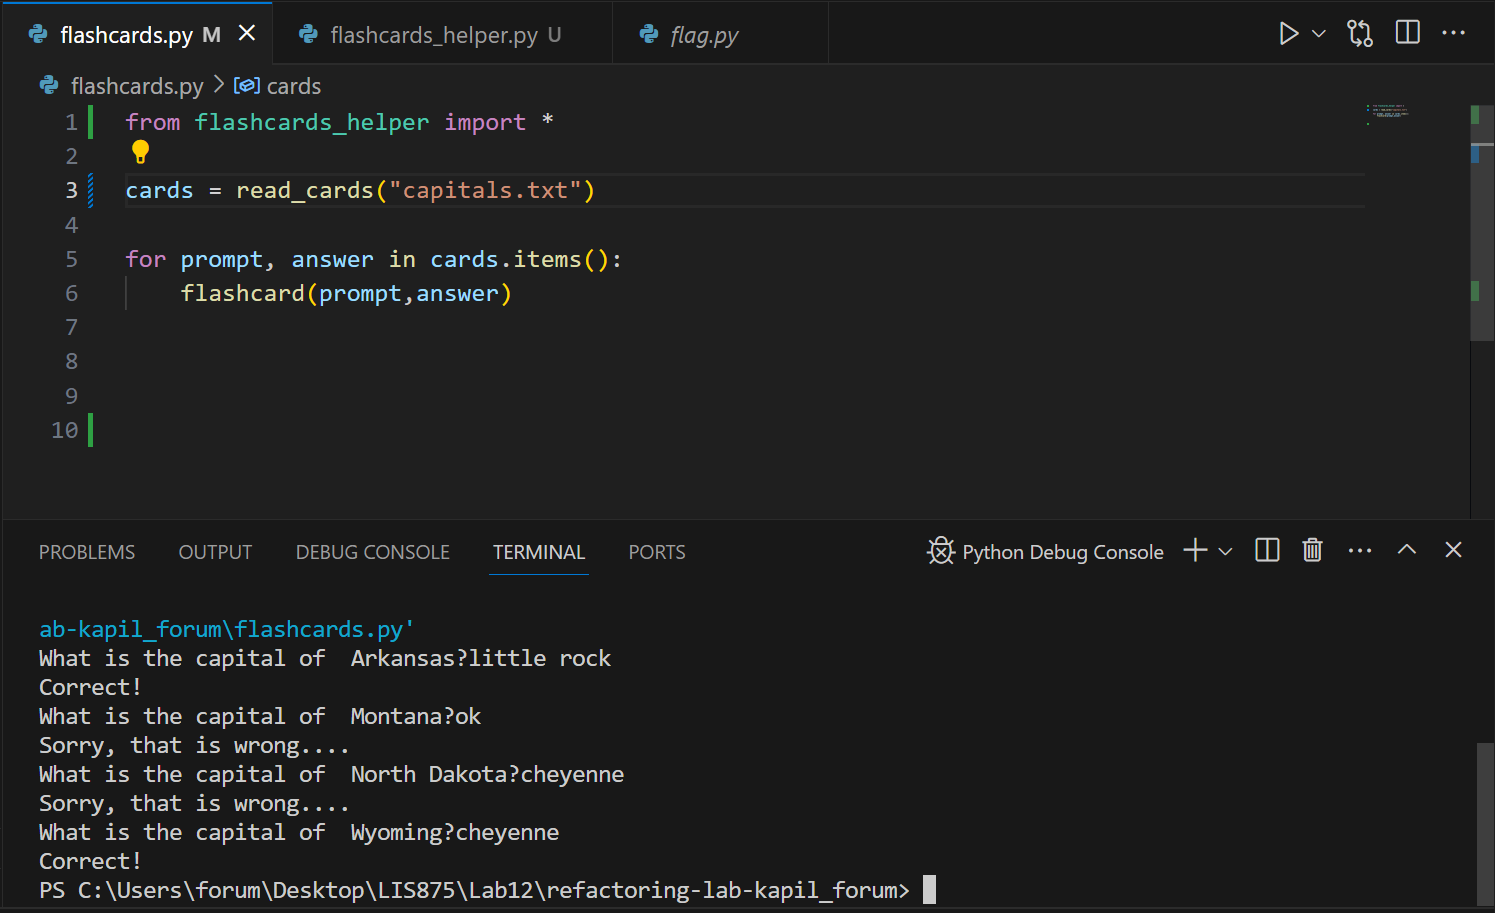 flashcards.py M
flashcards_helper.py U
flag.py
flashcards.py > cards
1 from flashcards_helper import *
2
3 cards = read_cards("capitals.txt")
4
5 for prompt, answer in cards.items():
6 flashcard(prompt,answer)
7
8
9
10
PROBLEMS OUTPUT DEBUG CONSOLE TERMINAL PORTS Python Debug Console
ab-kapil_forum\flashcards.py'
What is the capital of  Arkansas?little rock
Correct!
What is the capital of  Montana?ok
Sorry, that is wrong....
What is the capital of  North Dakota?cheyenne
Sorry, that is wrong....
What is the capital of  Wyoming?cheyenne
Correct!
PS C:\Users\forum\Desktop\LIS875\Lab12\refactoring-lab-kapil_forum>